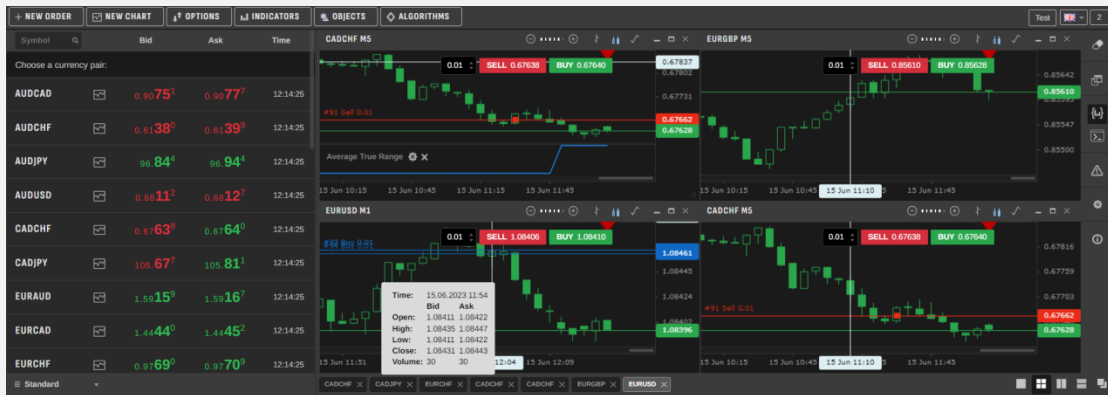 + NEW ORDER NEW CHART OPTIONS INDICATORS OBJECTS ALGORITHMS Test 2
Symbol Bid Ask Time
Choose a currency pair:
AUDCAD 0.90751 0.90777 12:14:25
AUDCHF 0.61380 0.61399 12:14:25
AUDJPY 96.844 96.944 12:14:25
AUDUSD 0.68112 0.68127 12:14:25
CADCHF 0.67638 0.67640 12:14:25
CADJPY 105.677 105.811 12:14:25
EURAUD 1.59159 1.59167 12:14:25
EURCAD 1.44440 1.44452 12:14:25
EURCHF 0.97690 0.97709 12:14:25
Standard
CADCHF M5
0.01 SELL 0.67638 BUY 0.67640
0.67837
0.67802
0.67731
#91 Sell 0.01
0.67662
0.67628
Average True Range
15 Jun 10:15 15 Jun 10:45 15 Jun 11:15 15 Jun 11:45
EURGBP M5
0.01 SELL 0.85610 BUY 0.85628
0.85642
0.85610
0.85547
0.85500
15 Jun 10:15 15 Jun 10:45 15 Jun 11:10 15 Jun 11:45
EURUSD M1
0.01 SELL 1.08406 BUY 1.08410
1.08461
1.08445
1.08424
1.08402
1.08396
Time: 15.06.2023 11:54
Bid Ask
Open: 1.08411 1.08422
High: 1.08435 1.08447
Low: 1.08411 1.08422
Close: 1.08431 1.08443
Volume: 30 30
15 Jun 11:51 12:04 15 Jun 12:09
CADCHF M5
0.01 SELL 0.67638 BUY 0.67640
0.67816
0.67759
0.67703
#91 Sell 0.01
0.67662
0.67628
15 Jun 10:15 15 Jun 10:45 15 Jun 11:10 15 Jun 11:45
CADCHF CADJPY EURCHF CADCHF CADCHF EURGBP EURUSD